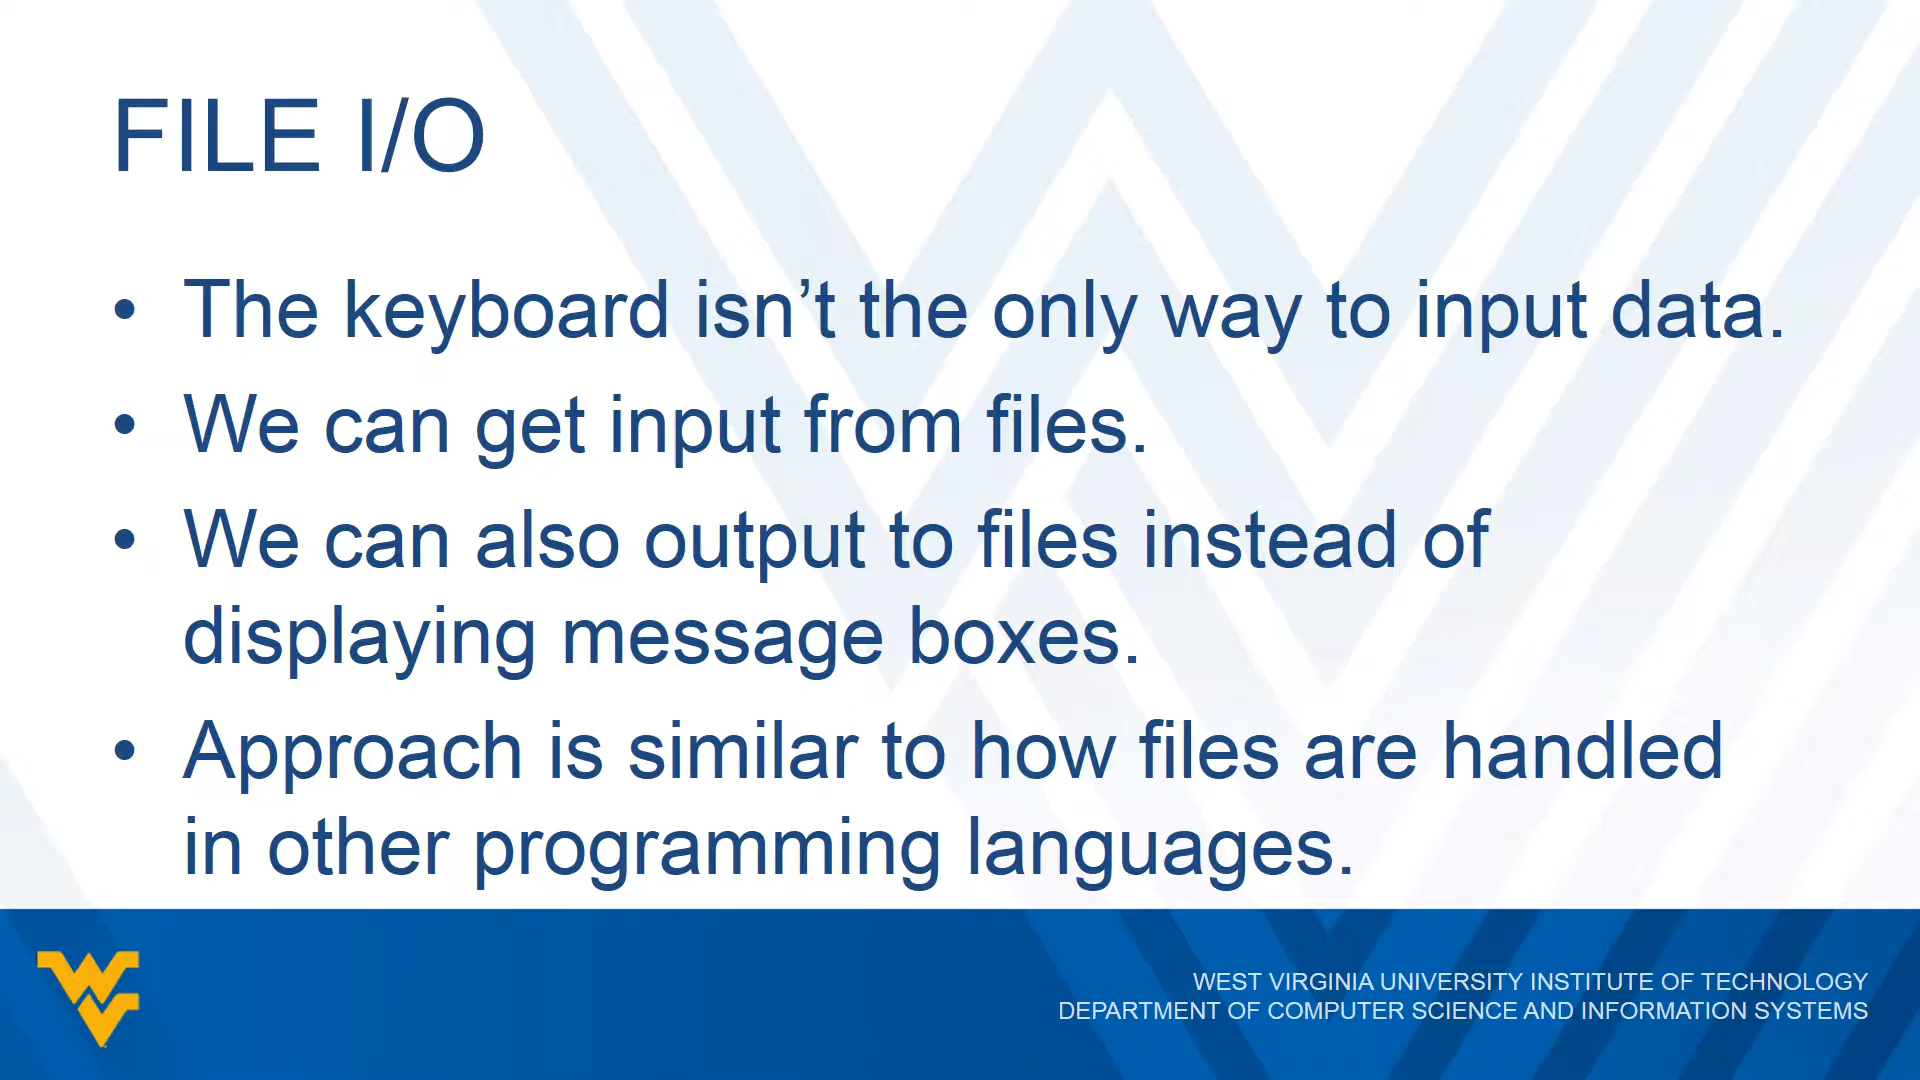 FILE I/O
• The keyboard isn’t the only way to input data.
• We can get input from files.
• We can also output to files instead of
displaying message boxes.
• Approach is similar to how files are handled
in other programming languages.
WEST VIRGINIA UNIVERSITY INSTITUTE OF TECHNOLOGY
DEPARTMENT OF COMPUTER SCIENCE AND INFORMATION SYSTEMS